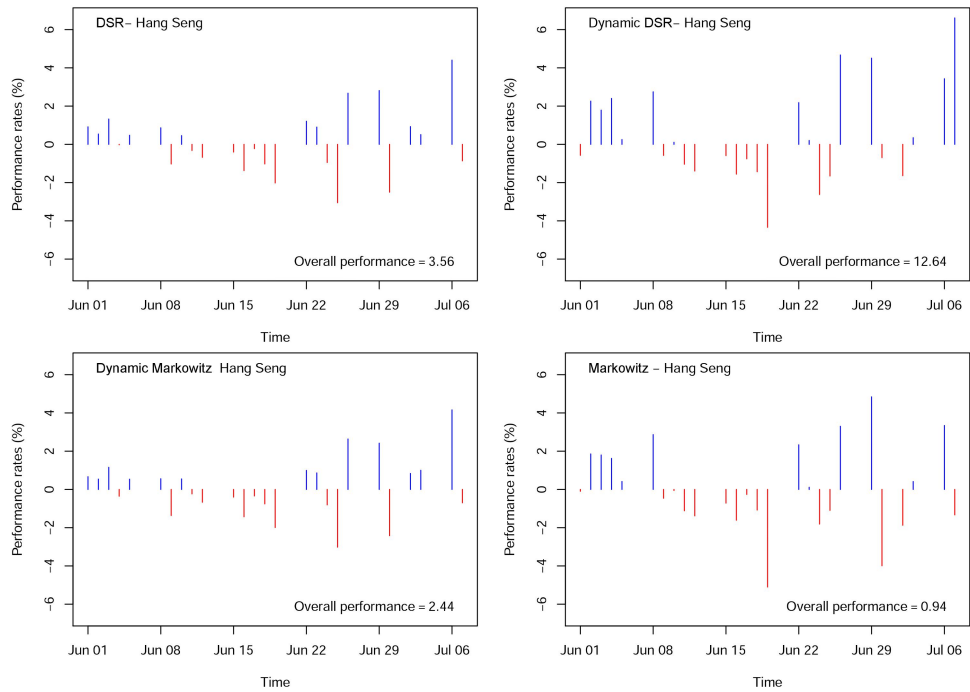 DSR– Hang Seng
Performance rates (%)
6
4
2
0
−2
−4
−6
Overall performance = 3.56
Jun 01 Jun 08 Jun 15 Jun 22 Jun 29 Jul 06
Time
Dynamic DSR– Hang Seng
Performance rates (%)
6
4
2
0
−2
−4
−6
Overall performance = 12.64
Jun 01 Jun 08 Jun 15 Jun 22 Jun 29 Jul 06
Time
Dynamic Markowitz Hang Seng
Performance rates (%)
6
4
2
0
−2
−4
−6
Overall performance = 2.44
Jun 01 Jun 08 Jun 15 Jun 22 Jun 29 Jul 06
Time
Markowitz – Hang Seng
Performance rates (%)
6
4
2
0
−2
−4
−6
Overall performance = 0.94
Jun 01 Jun 08 Jun 15 Jun 22 Jun 29 Jul 06
Time